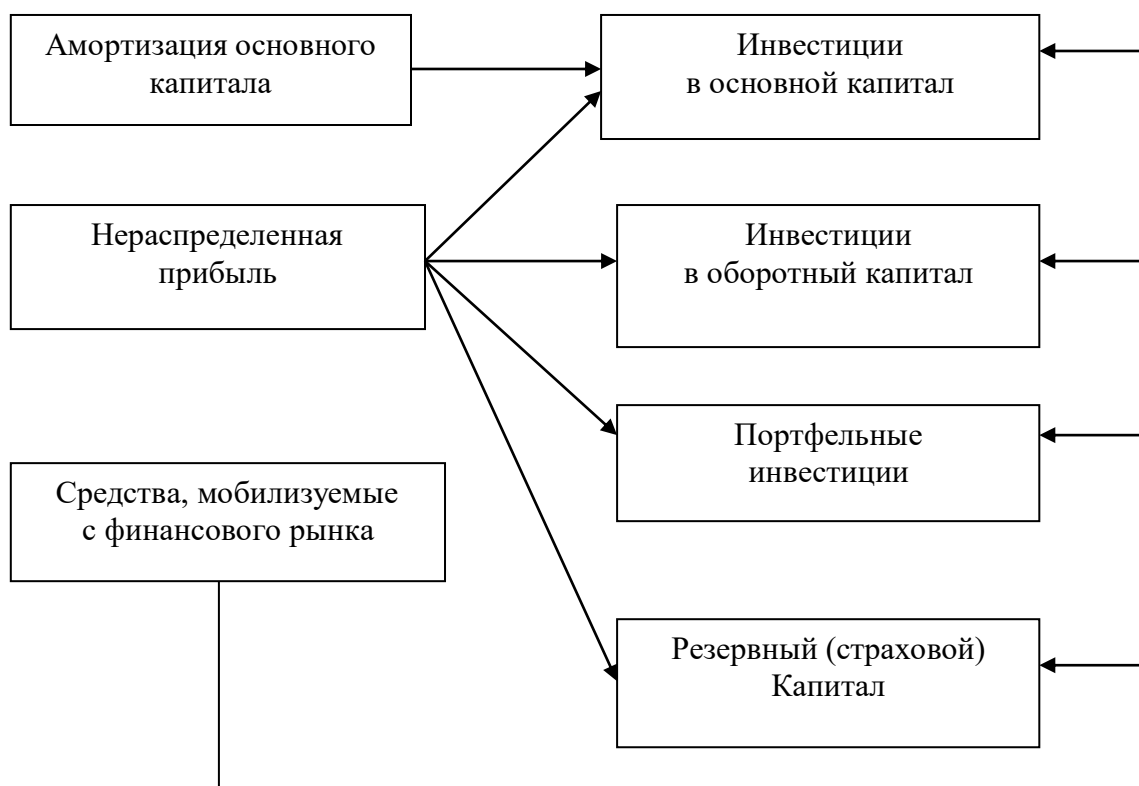 Амортизация основного
капитала
Инвестиции
в основной капитал
Нераспределенная
прибыль
Инвестиции
в оборотный капитал
Портфельные
инвестиции
Средства, мобилизуемые
с финансового рынка
Резервный (страховой)
Капитал